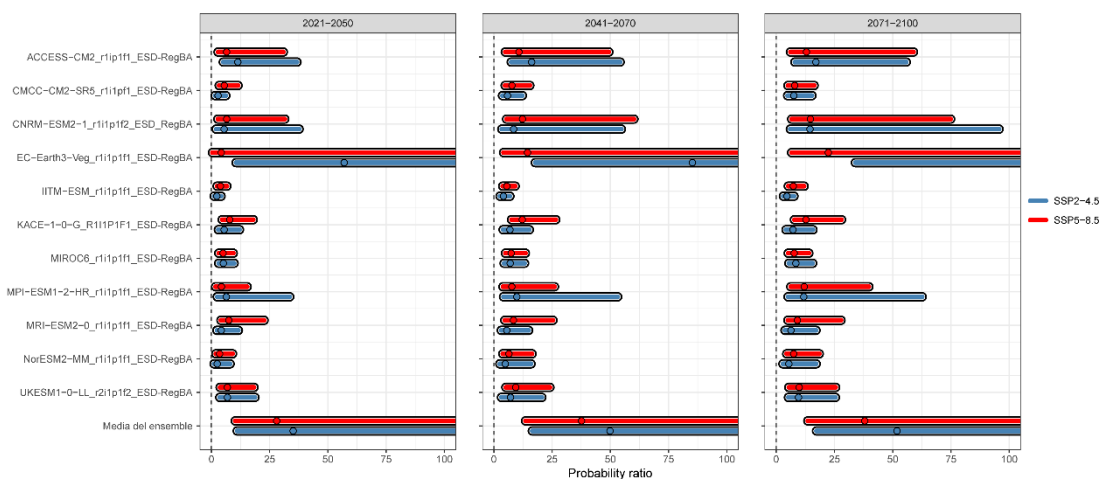 2021-2050
2041-2070
2071-2100
ACCESS-CM2_r1ip1f1_ESD-RegBA
CMCC-CM2-SR5_r1i1pf1_ESD-RegBA
CNRM-ESM2-1_r1i1p1f2_ESD_RegBA
EC-Earth3-Veg_r1i1p1f1_ESD-RegBA
IITM-ESM_r1i1p1f1_ESD-RegBA
KACE-1-0-G_R1I1P1F1_ESD-RegBA
MIROC6_r1i1p1f1_ESD-RegBA
MPI-ESM1-2-HR_r1i1p1f1_ESD-RegBA
MRI-ESM2-0_r1i1p1f1_ESD-RegBA
NorESM2-MM_r1i1p1f1_ESD-RegBA
UKESM1-0-LL_r2i1p1f2_ESD-RegBA
Media del ensemble
SSP2-4.5
SSP5-8.5
0 25 50 75 100
0 25 50 75 100
0 25 50 75 100
Probability ratio